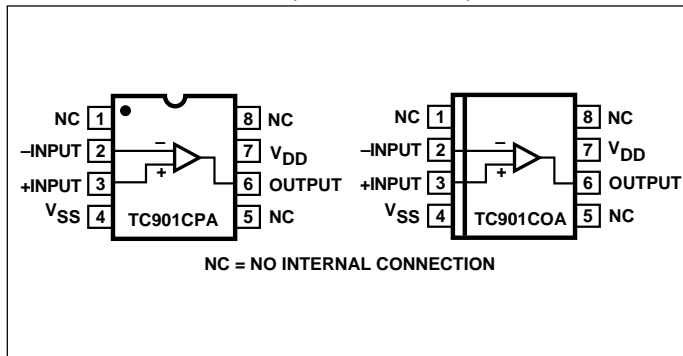 NC 1 8 NC
–INPUT 2 – 7 VDD
+INPUT 3 + 6 OUTPUT
VSS 4 5 NC
TC901CPA
NC 1 8 NC
–INPUT 2 – 7 VDD
+INPUT 3 + 6 OUTPUT
VSS 4 5 NC
TC901COA
NC = NO INTERNAL CONNECTION